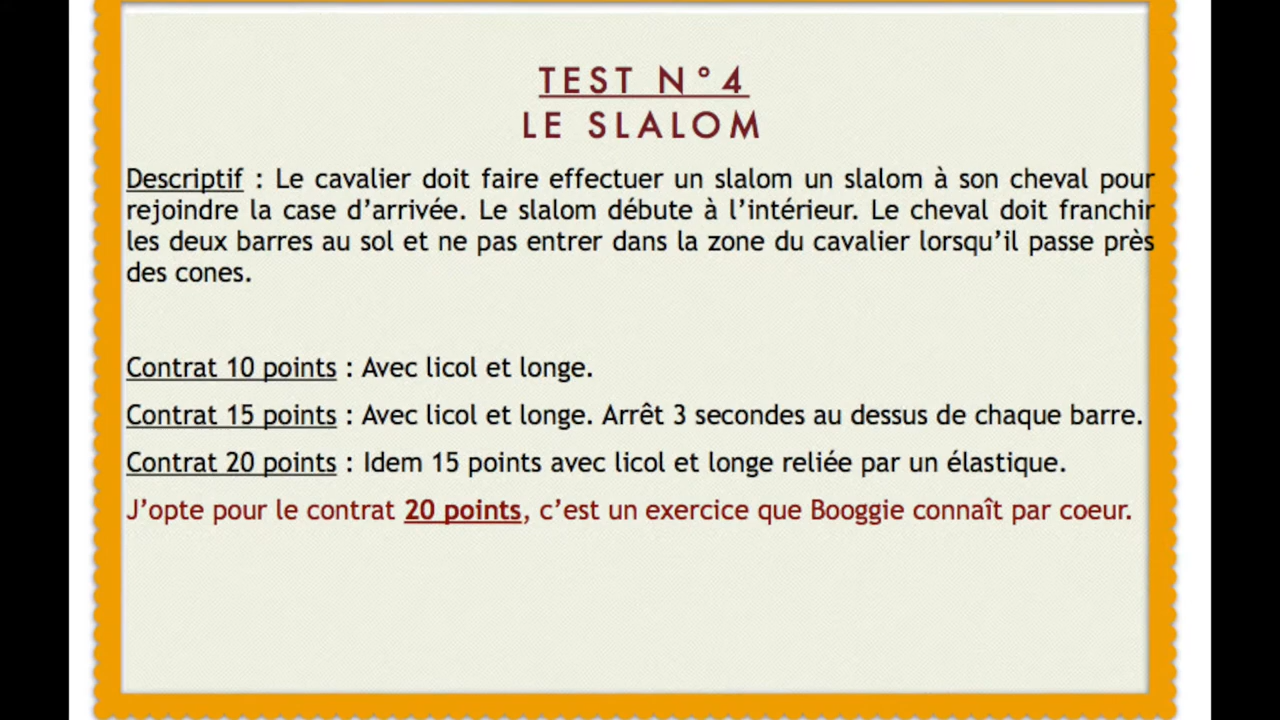 TEST N°4
LE SLALOM
Descriptif : Le cavalier doit faire effectuer un slalom un slalom à son cheval pour
rejoindre la case d’arrivée. Le slalom débute à l’intérieur. Le cheval doit franchir
les deux barres au sol et ne pas entrer dans la zone du cavalier lorsqu’il passe près
des cones.
Contrat 10 points : Avec licol et longe.
Contrat 15 points : Avec licol et longe. Arrêt 3 secondes au dessus de chaque barre.
Contrat 20 points : Idem 15 points avec licol et longe reliée par un élastique.
J’opte pour le contrat 20 points, c’est un exercice que Booggie connaît par coeur.